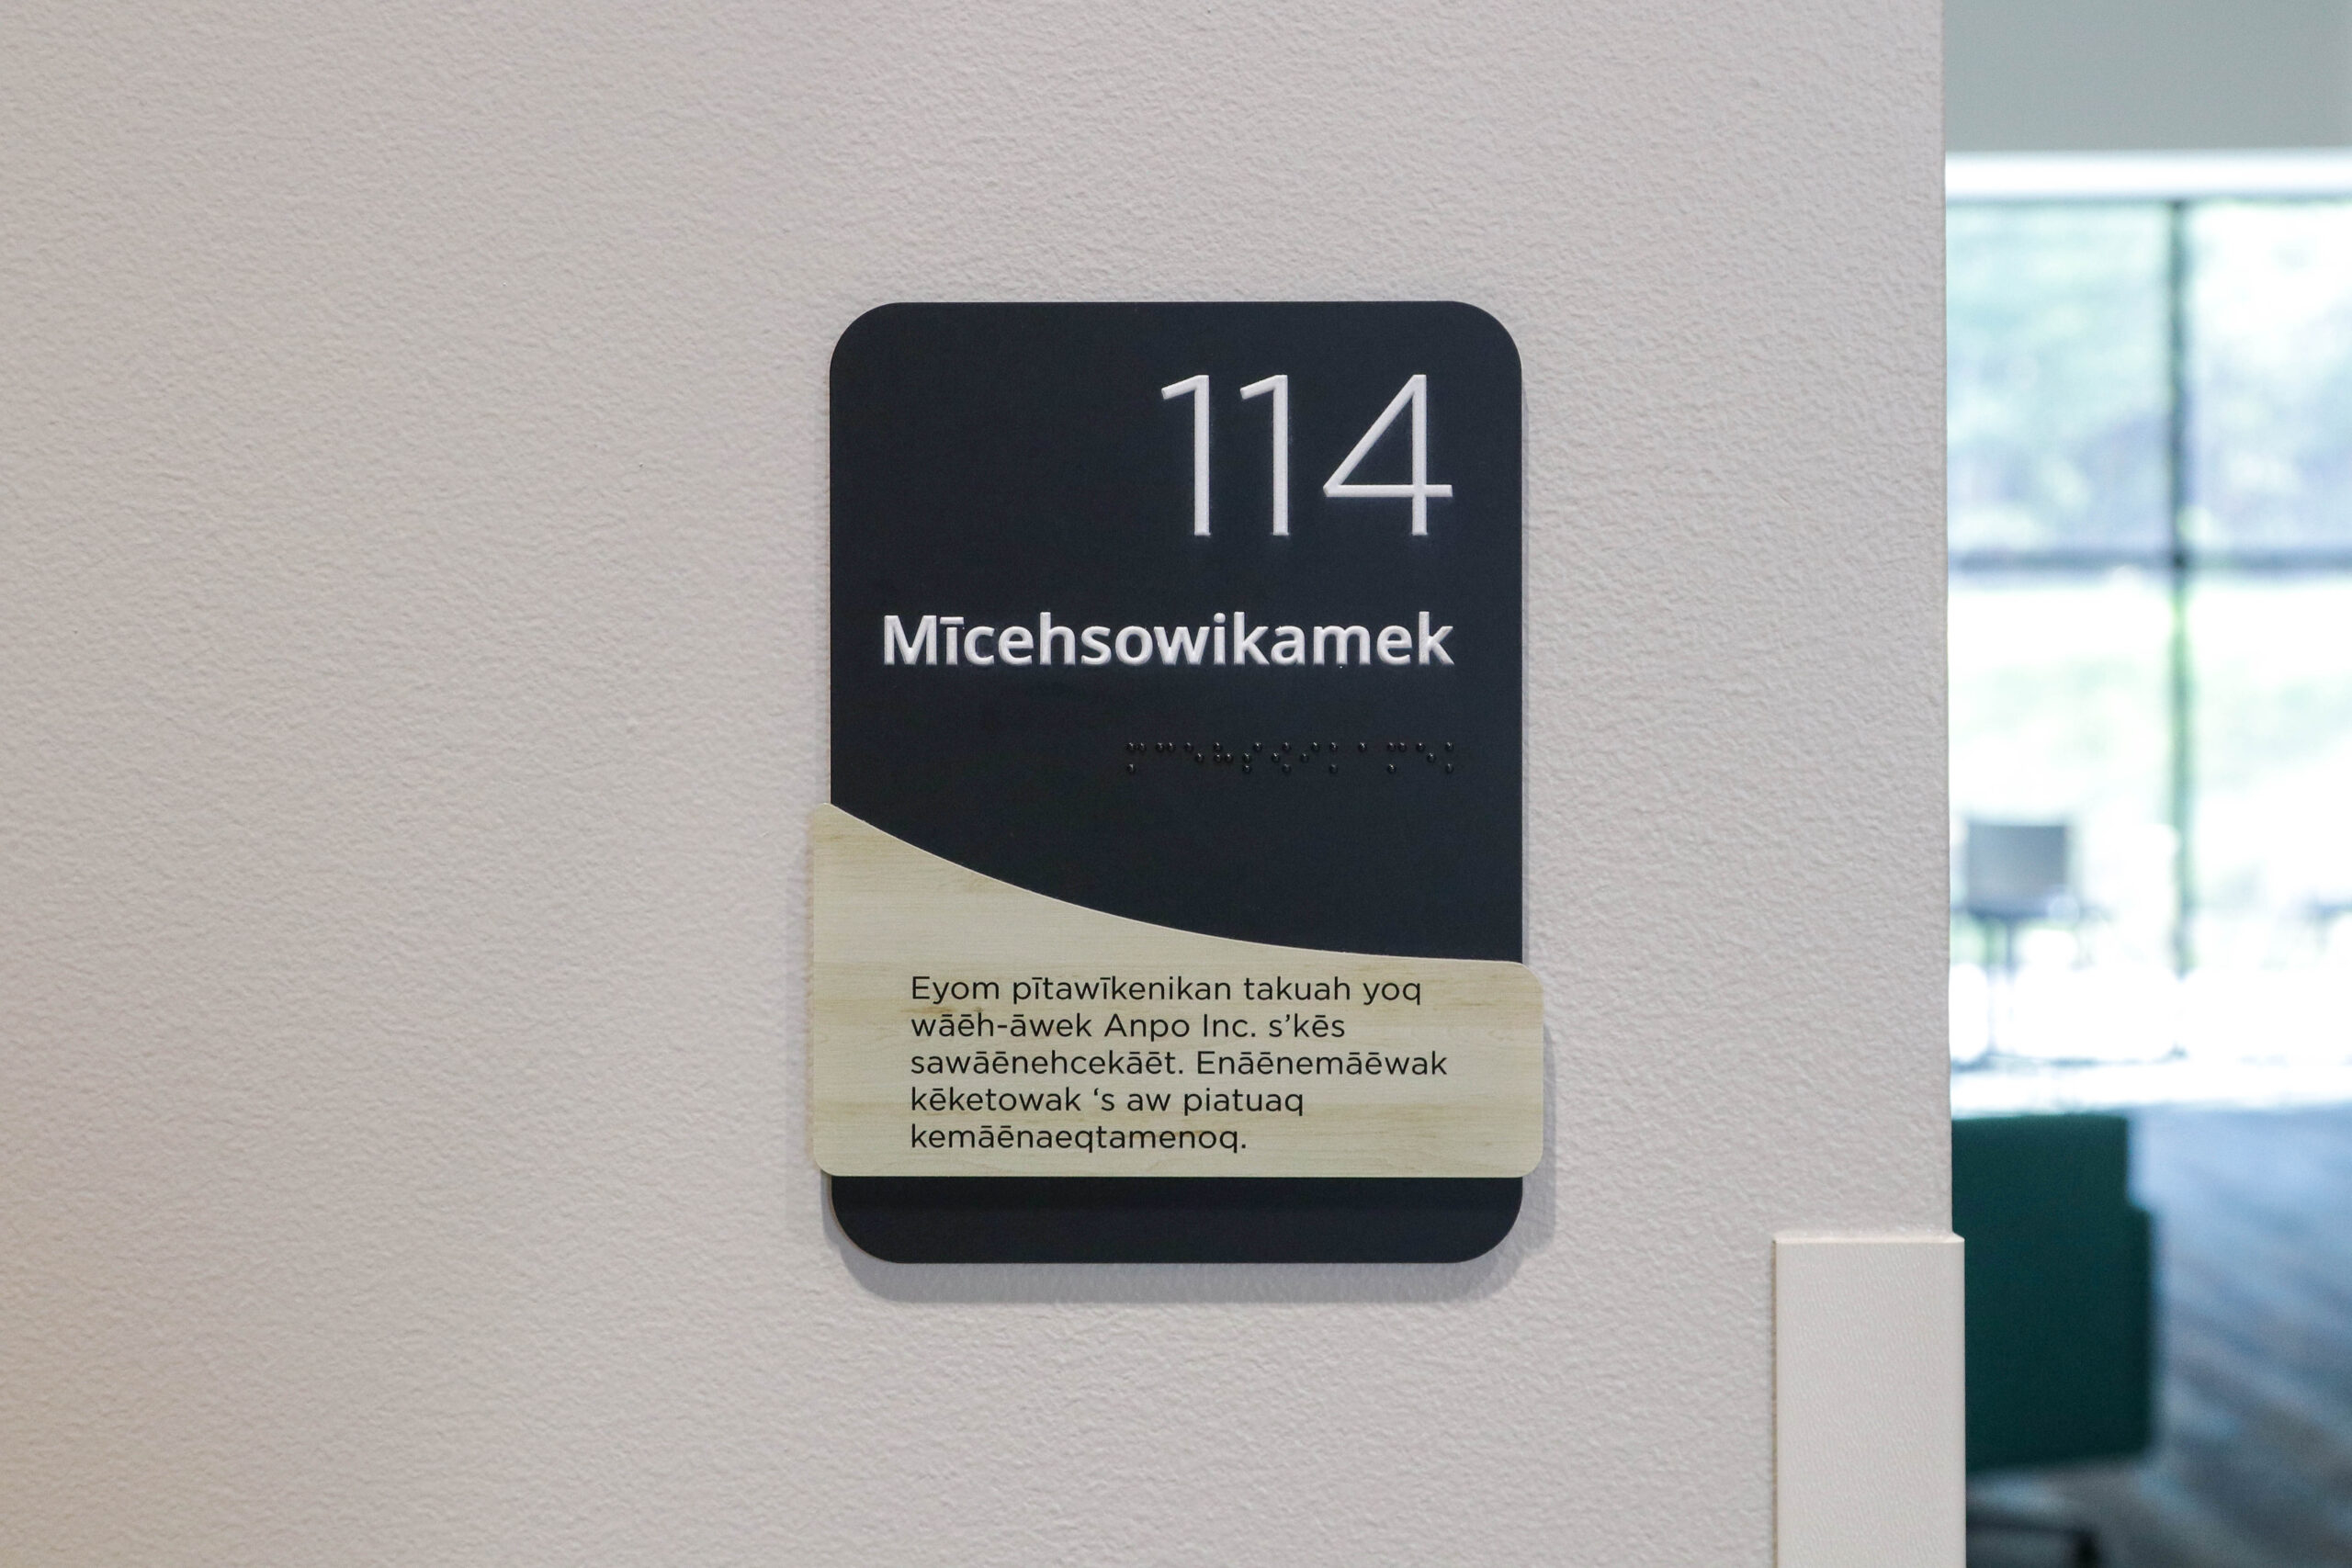 114
Mīcehsowikamek
Eyom pītawīkenikan takuah yoq
wāēh-āwek Anpo Inc. s’kēs
sawāēnehcekāēt. Enāēnemāēwak
kēketowak ‘s aw piatuaq
kemāēnaeqtamenoq.